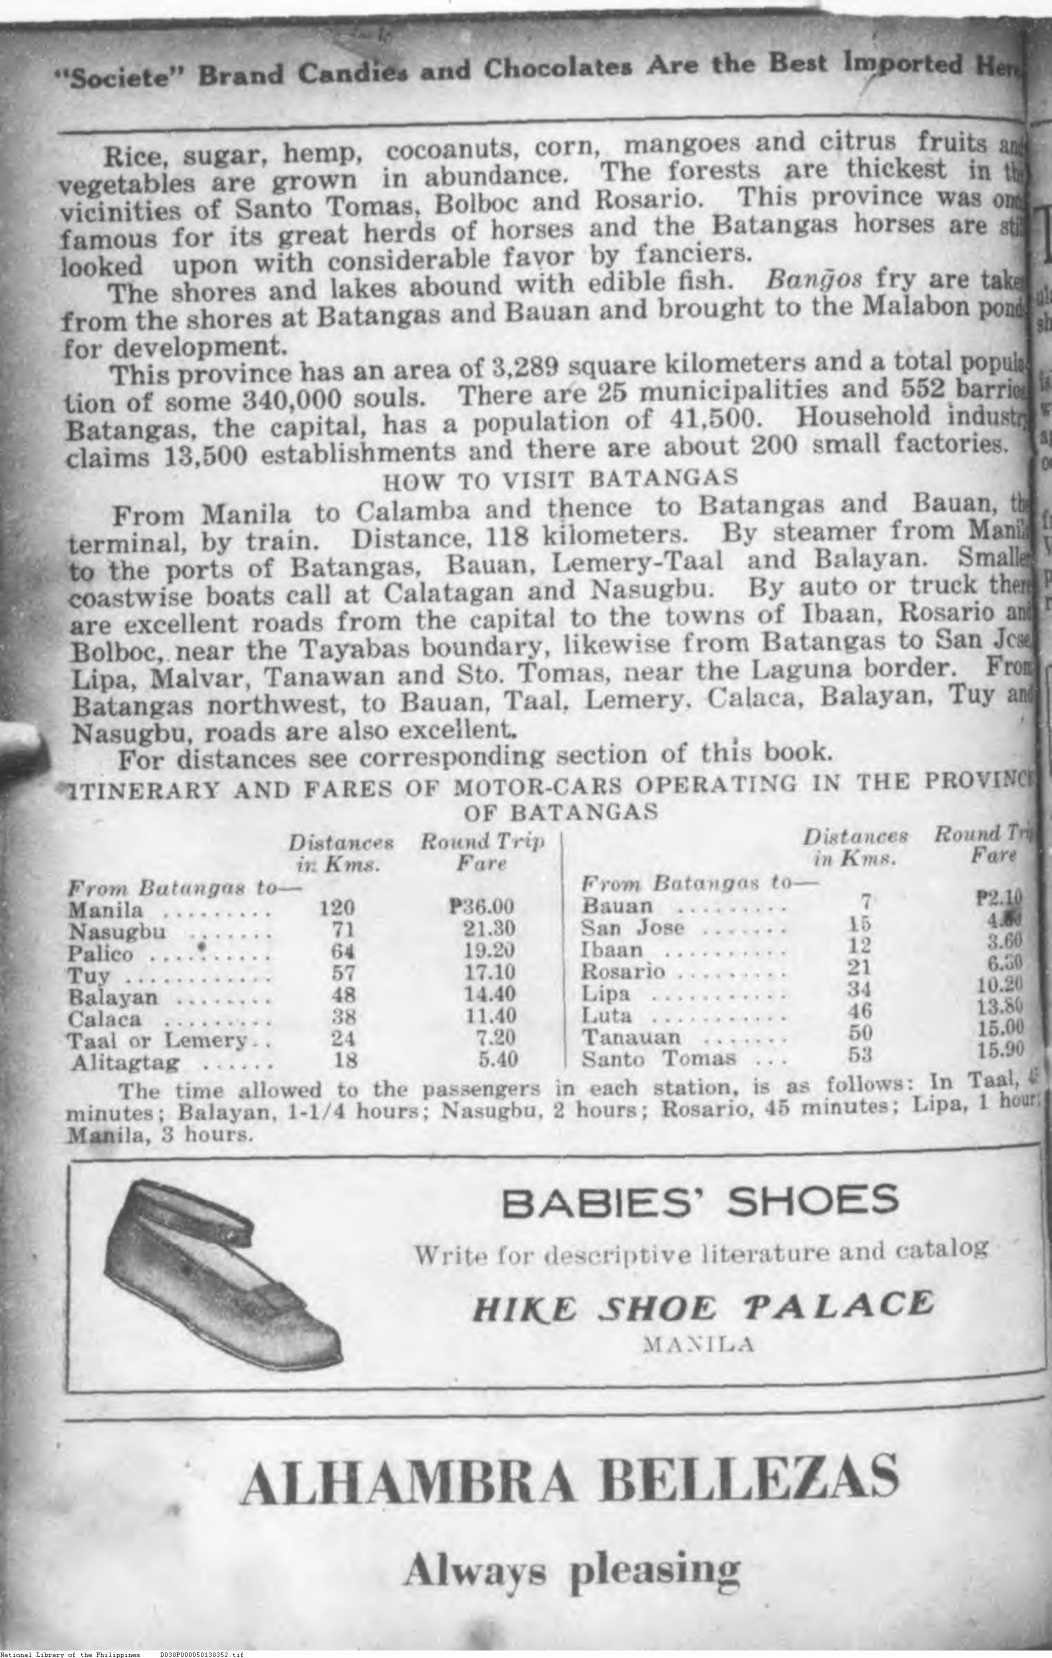 "Societe" Brand Candies and Chocolates Are the Best Imported Here
Rice, sugar, hemp, cocoanuts, corn, mangoes and citrus fruits and
vegetables are grown in abundance. The forests are thickest in the
vicinities of Santo Tomas, Bolboc and Rosario. This province was once
famous for its great herds of horses and the Batangas horses are still
looked upon with considerable favor by fanciers.
The shores and lakes abound with edible fish. Bang̃os fry are taken
from the shores at Batangas and Bauan and brought to the Malabon ponds
for development.
This province has an area of 3,289 square kilometers and a total popula-
tion of some 340,000 souls. There are 25 municipalities and 552 barrios
Batangas, the capital, has a population of 41,500. Household industry
claims 13,500 establishments and there are about 200 small factories.
HOW TO VISIT BATANGAS
From Manila to Calamba and thence to Batangas and Bauan, the
terminal, by train. Distance, 118 kilometers. By steamer from Manila
to the ports of Batangas, Bauan, Lemery-Taal and Balayan. Smaller
coastwise boats call at Calatagan and Nasugbu. By auto or truck there
are excellent roads from the capital to the towns of Ibaan, Rosario and
Bolboc, near the Tayabas boundary, likewise from Batangas to San Jose,
Lipa, Malvar, Tanawan and Sto. Tomas, near the Laguna border. From
Batangas northwest, to Bauan, Taal, Lemery, Calaca, Balayan, Tuy and
Nasugbu, roads are also excellent.
For distances see corresponding section of this book.
ITINERARY AND FARES OF MOTOR-CARS OPERATING IN THE PROVINCE
OF BATANGAS
Distances in Kms. Round Trip Fare
From Batangas to—
Manila ......... 120 ₱36.00
Nasugbu ....... 71 21.30
Palico .......... 64 19.20
Tuy ............ 57 17.10
Balayan ........ 48 14.40
Calaca ......... 38 11.40
Taal or Lemery.. 24 7.20
Alitagtag ...... 18 5.40
Distances in Kms. Round Trip Fare
From Batangas to—
Bauan ......... 7 ₱2.10
San Jose ....... 15
Ibaan .......... 12 3.60
Rosario ......... 21 6.30
Lipa ........... 34 10.20
Luta ........... 46 13.80
Tanauan ....... 50 15.00
Santo Tomas ... 53 15.90
The time allowed to the passengers in each station, is as follows: In Taal,
minutes; Balayan, 1-1/4 hours; Nasugbu, 2 hours; Rosario, 45 minutes; Lipa, 1 hour;
Manila, 3 hours.
BABIES' SHOES
Write for descriptive literature and catalog
HIKE SHOE PALACE
MANILA
ALHAMBRA BELLEZAS
Always pleasing
National Library of the Philippines D030P000050130352.tif